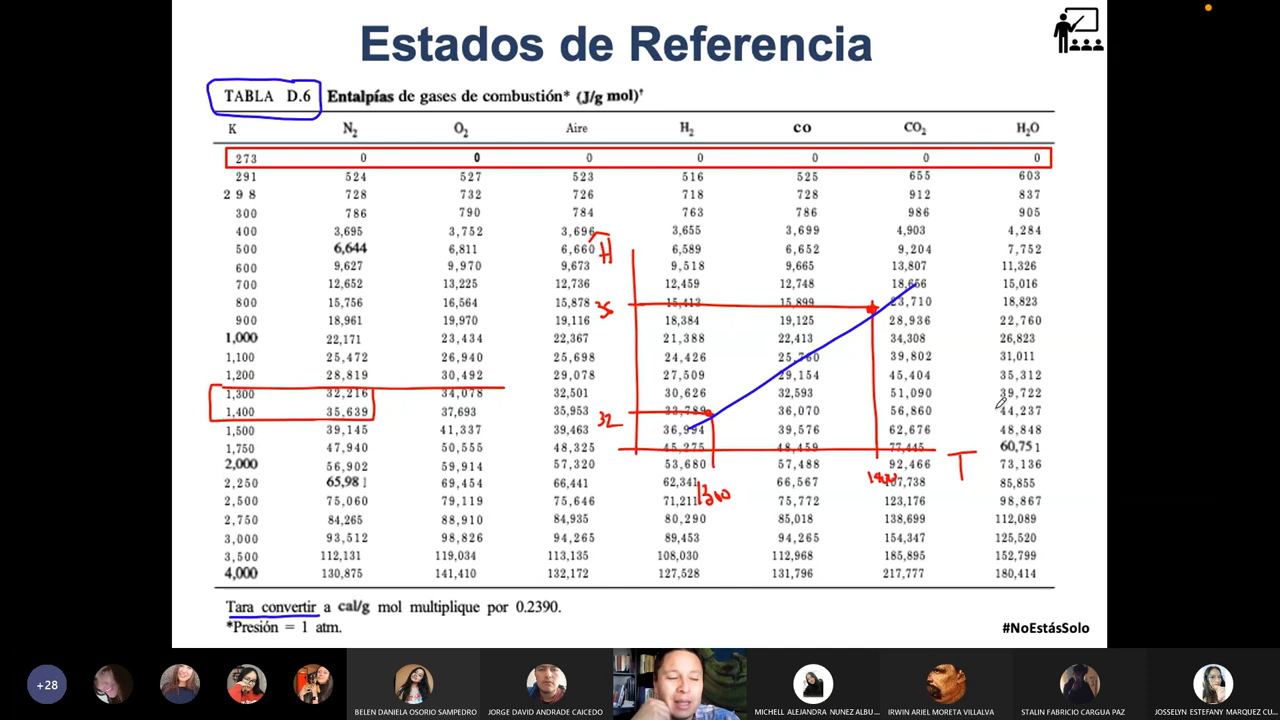 Estados de Referencia
TABLA D.6 Entalpías de gases de combustión* (J/g mol)†
K N₂ O₂ Aire H₂ CO CO₂ H₂O
273 0 0 0 0 0 0 0
291 524 527 523 516 525 655 603
298 728 732 726 718 728 912 837
300 786 790 784 763 786 986 905
400 3,695 3,752 3,696 3,655 3,699 4,903 4,284
500 6,644 6,811 6,660 6,589 6,652 9,204 7,752
Ĥ
600 9,627 9,970 9,673 9,518 9,665 13,807 11,326
700 12,652 13,225 12,736 12,459 12,748 18,656 15,016
800 15,756 16,564 15,878 15,413 15,899 23,710 18,823
35
900 18,961 19,970 19,116 18,384 19,125 28,936 22,760
1,000 22,171 23,434 22,367 21,388 22,413 34,308 26,823
1,100 25,472 26,940 25,698 24,426 25,760 39,802 31,011
1,200 28,819 30,492 29,078 27,509 29,154 45,404 35,312
1,300 32,216 34,078 32,501 30,626 32,593 51,090 39,722
1,400 35,639 37,693 35,953 33,789 36,070 56,860 44,237
32
1,500 39,145 41,337 39,463 36,994 39,576 62,676 48,848
1,750 47,940 50,555 48,325 45,275 48,459 77,445 60,751
T
2,000 56,902 59,914 57,320 53,680 57,488 92,466 73,136
2,250 65,981 69,454 66,441 62,341 66,567 107,738 85,855
1300 1400
2,500 75,060 79,119 75,646 71,211 75,772 123,176 98,867
2,750 84,265 88,910 84,935 80,290 85,018 138,699 112,089
3,000 93,512 98,826 94,265 89,453 94,265 154,347 125,520
3,500 112,131 119,034 113,135 108,030 112,968 185,895 152,799
4,000 130,875 141,410 132,172 127,528 131,796 217,777 180,414
Tara convertir a cal/g mol multiplique por 0.2390.
*Presión = 1 atm.
#NoEstásSolo
+28
BELEN DANIELA OSORIO SAMPEDRO
JORGE DAVID ANDRADE CAICEDO
MICHELL ALEJANDRA NUNEZ ALBU...
IRWIN ARIEL MORETA VILLALVA
STALIN FABRICIO CARGUA PAZ
JOSSELYN ESTEFANY MARQUEZ CU...